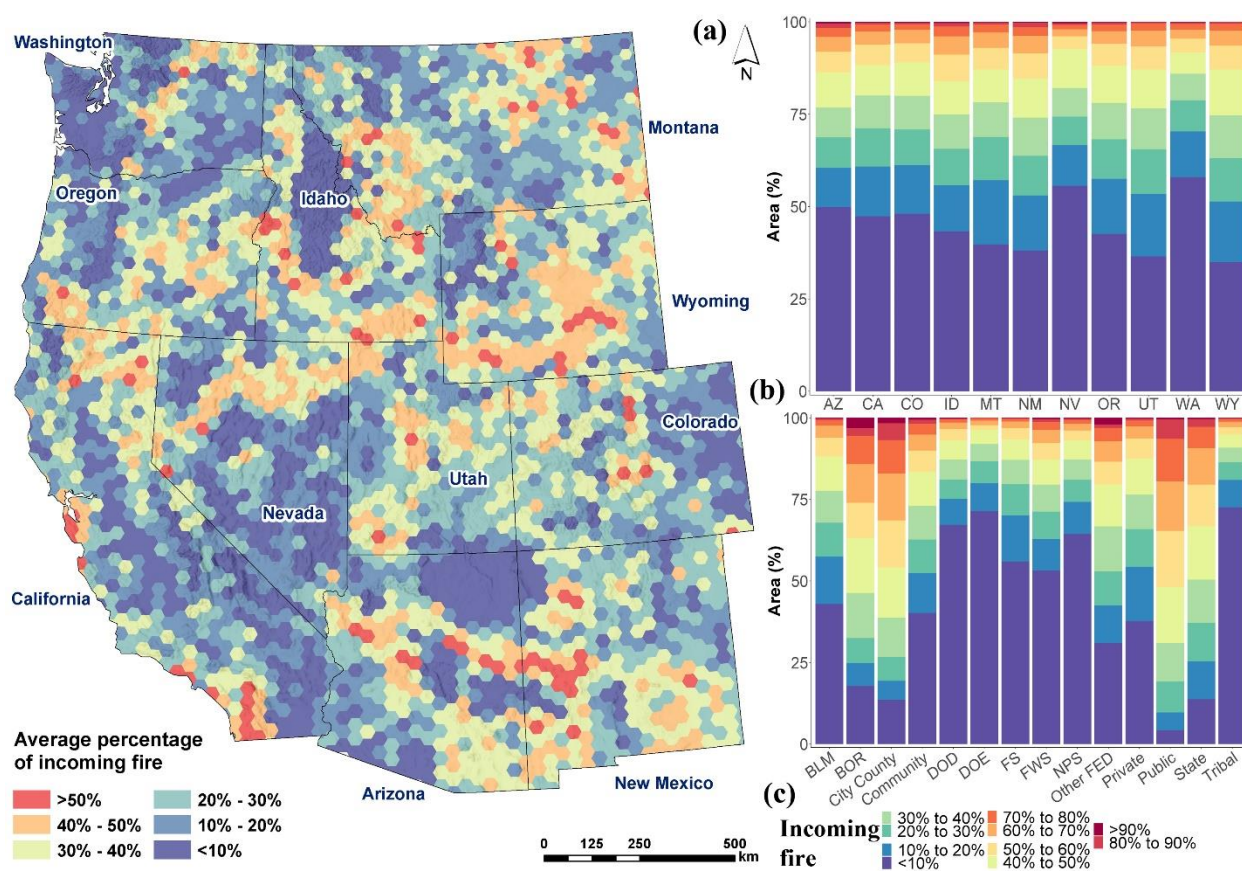 (a)
N
Washington
Montana
Oregon
Idaho
Wyoming
Colorado
Utah
Nevada
California
Arizona
New Mexico
Average percentage
of incoming fire
>50% 20% - 30%
40% - 50% 10% - 20%
30% - 40% <10%
0 125 250 500
km
100
75
50
25
0
Area (%)
AZ CA CO ID MT NM NV OR UT WA WY
(b)
100
75
50
25
0
Area (%)
BLM BOR City County Community DOD DOE FS FWS NPS Other FED Private Public State Tribal
(c)
Incoming
fire
30% to 40% 70% to 80% >90%
20% to 30% 60% to 70% 80% to 90%
10% to 20% 50% to 60%
<10% 40% to 50%